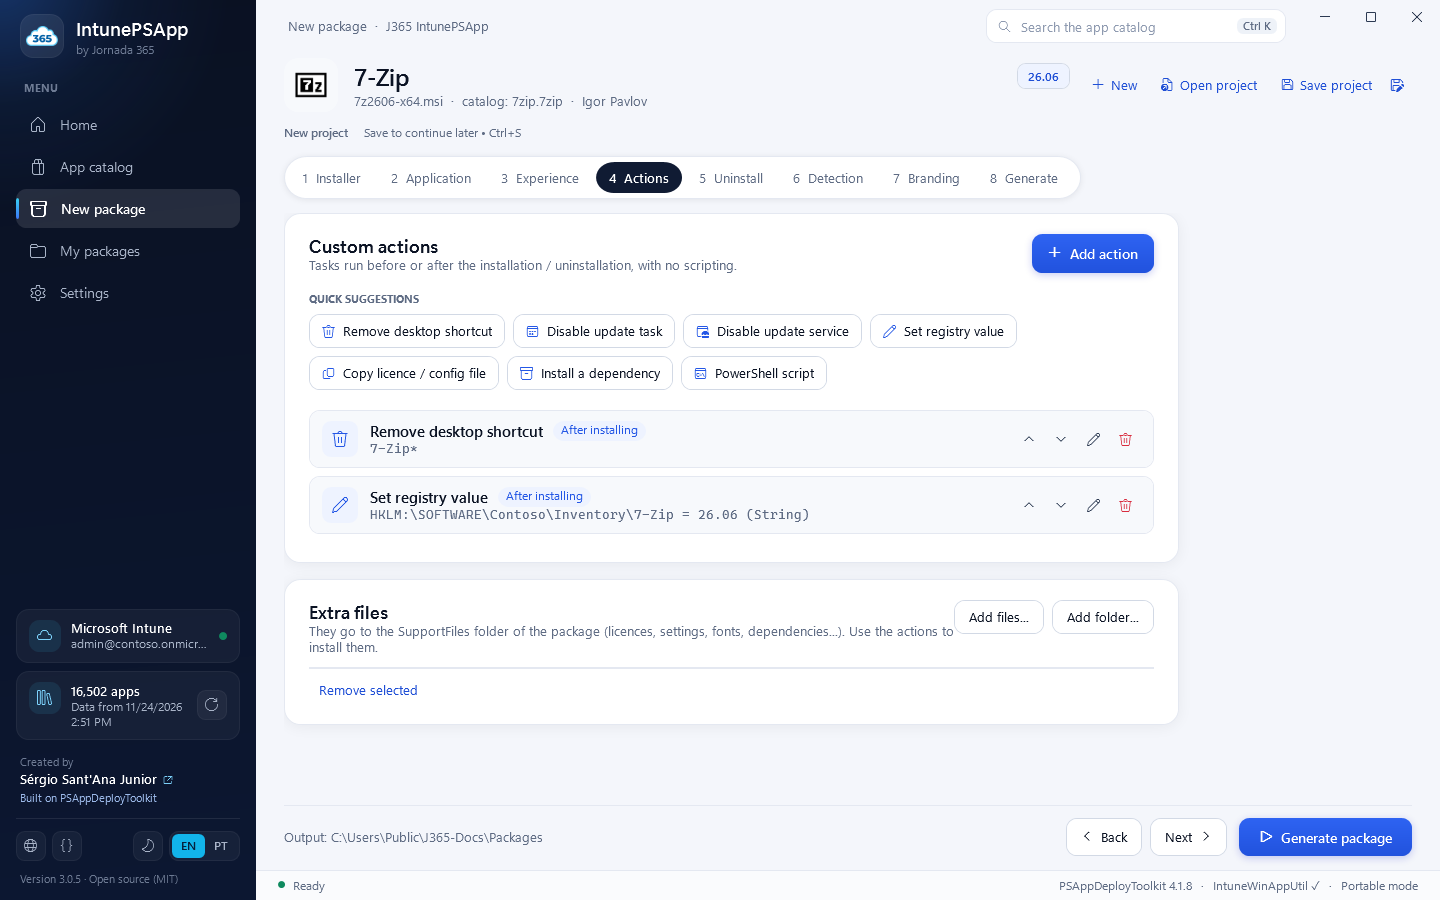 365
IntunePSApp
by Jornada 365
MENU
Home
App catalog
New package
My packages
Settings
Microsoft Intune
admin@contoso.onmicr...
16,502 apps
Data from 11/24/2026
2:51 PM
Created by
Sérgio Sant'Ana Junior
Built on PSAppDeployToolkit
{} EN PT
Version 3.0.5 · Open source (MIT)
New package · J365 IntunePSApp
Search the app catalog Ctrl K
7z
7-Zip
7z2606-x64.msi · catalog: 7zip.7zip · Igor Pavlov
26.06
New
Open project
Save project
New project Save to continue later • Ctrl+S
1 Installer 2 Application 3 Experience 4 Actions 5 Uninstall 6 Detection 7 Branding 8 Generate
Custom actions
Tasks run before or after the installation / uninstallation, with no scripting.
Add action
QUICK SUGGESTIONS
Remove desktop shortcut Disable update task Disable update service Set registry value
Copy licence / config file Install a dependency PowerShell script
Remove desktop shortcut After installing
7-Zip*
Set registry value After installing
HKLM:\SOFTWARE\Contoso\Inventory\7-Zip = 26.06 (String)
Extra files
They go to the SupportFiles folder of the package (licences, settings, fonts, dependencies...). Use the actions to
install them.
Add files... Add folder...
Remove selected
Output: C:\Users\Public\J365-Docs\Packages
Back Next Generate package
Ready
PSAppDeployToolkit 4.1.8 · IntuneWinAppUtil ✓ · Portable mode